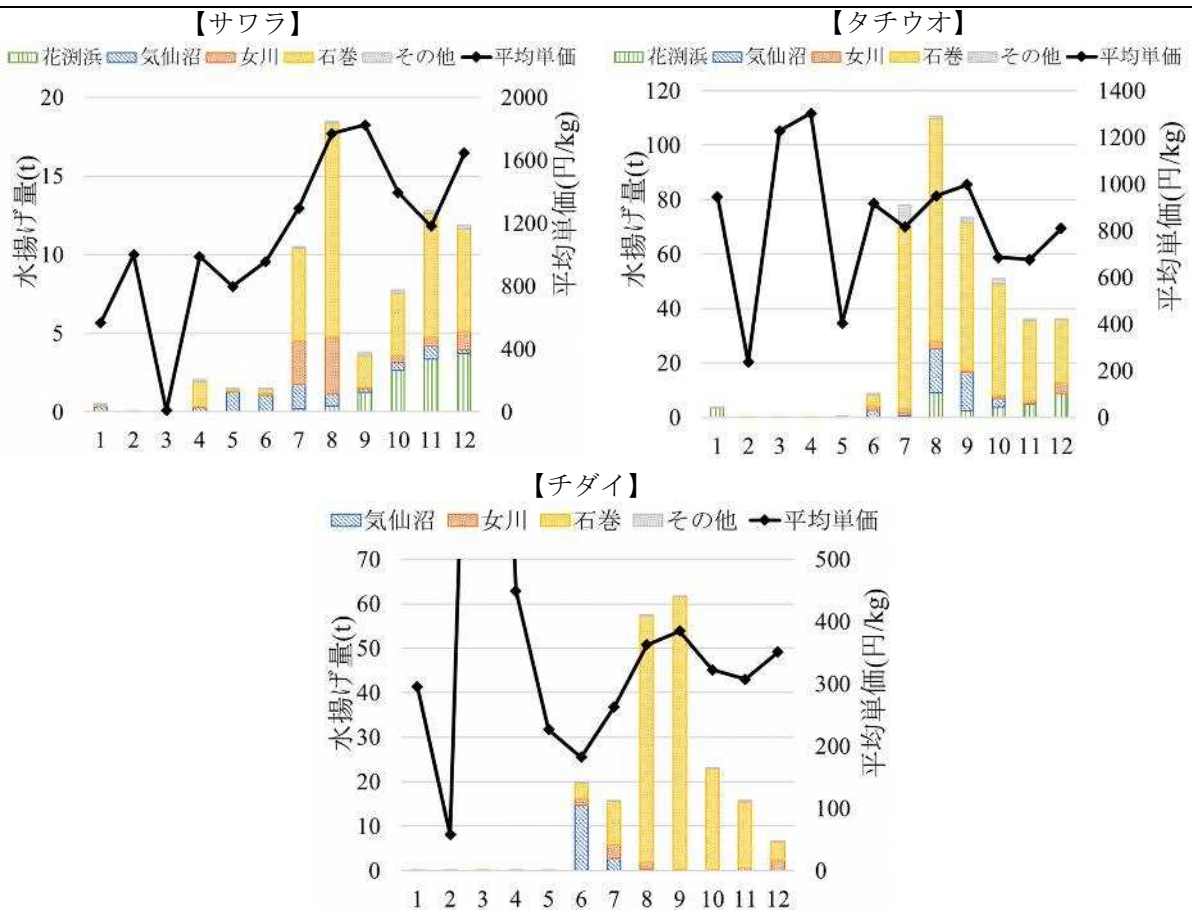 【サワラ】
花渕浜 気仙沼 女川 石巻 その他 平均単価
水揚げ量(t)
20
15
10
5
0
2000
1600
1200
800
400
0
平均単価(円/kg)
1 2 3 4 5 6 7 8 9 10 11 12
【タチウオ】
花渕浜 気仙沼 女川 石巻 その他 平均単価
水揚げ量(t)
120
100
80
60
40
20
0
1400
1200
1000
800
600
400
200
0
平均単価(円/kg)
1 2 3 4 5 6 7 8 9 10 11 12
【チダイ】
気仙沼 女川 石巻 その他 平均単価
水揚げ量(t)
70
60
50
40
30
20
10
0
500
400
300
200
100
0
平均単価(円/kg)
1 2 3 4 5 6 7 8 9 10 11 12